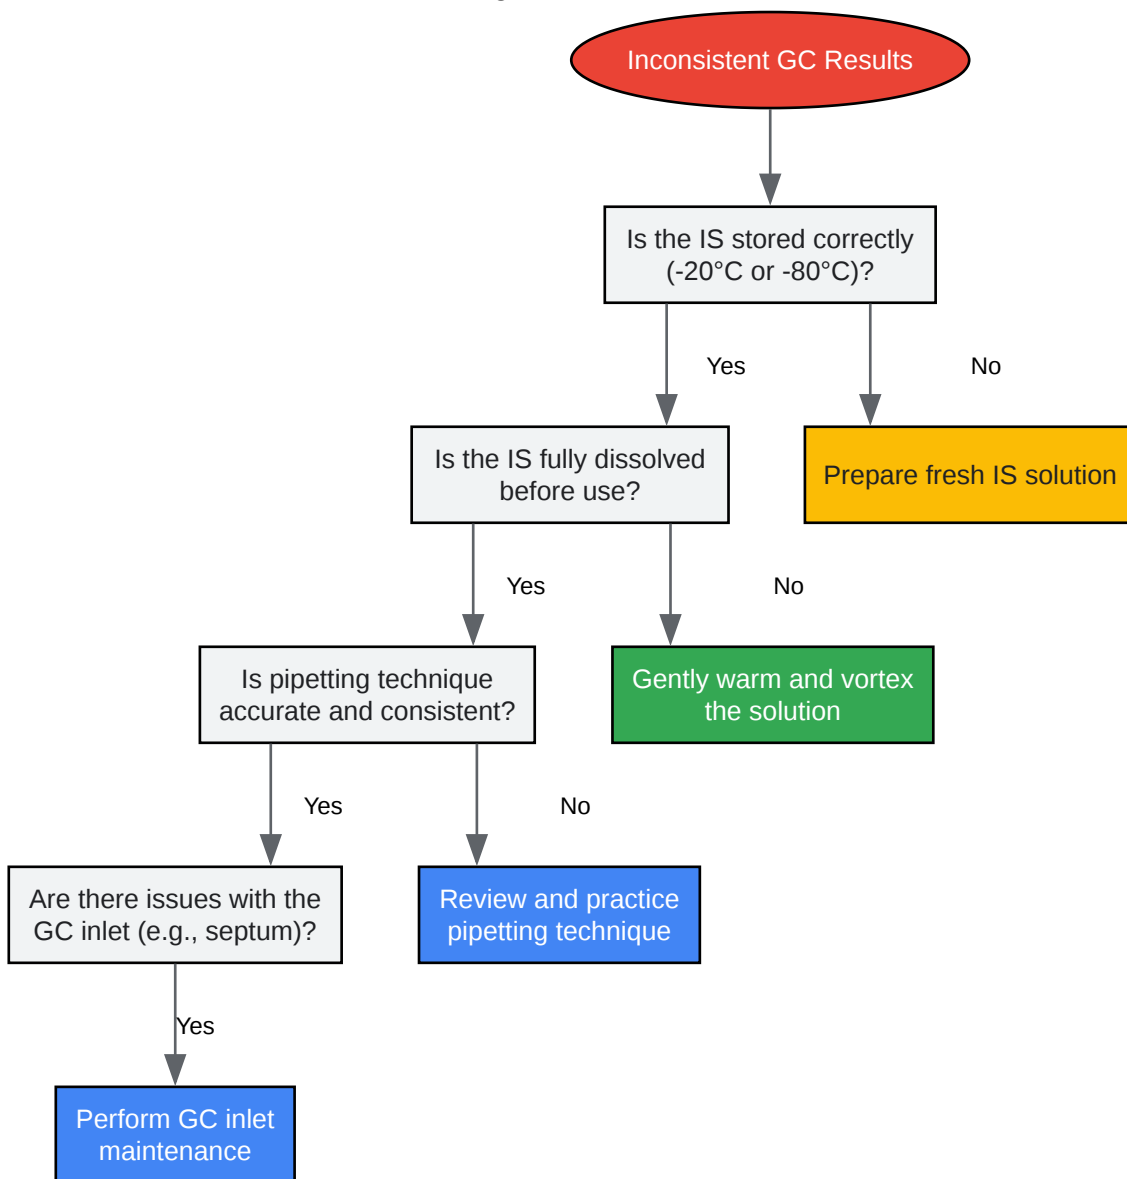 Inconsistent GC Results
Is the IS stored correctly
(-20°C or -80°C)?
Yes
No
Is the IS fully dissolved
before use?
Prepare fresh IS solution
Yes
No
Is pipetting technique
accurate and consistent?
Gently warm and vortex
the solution
Yes
No
Are there issues with the
GC inlet (e.g., septum)?
Review and practice
pipetting technique
Yes
Perform GC inlet
maintenance